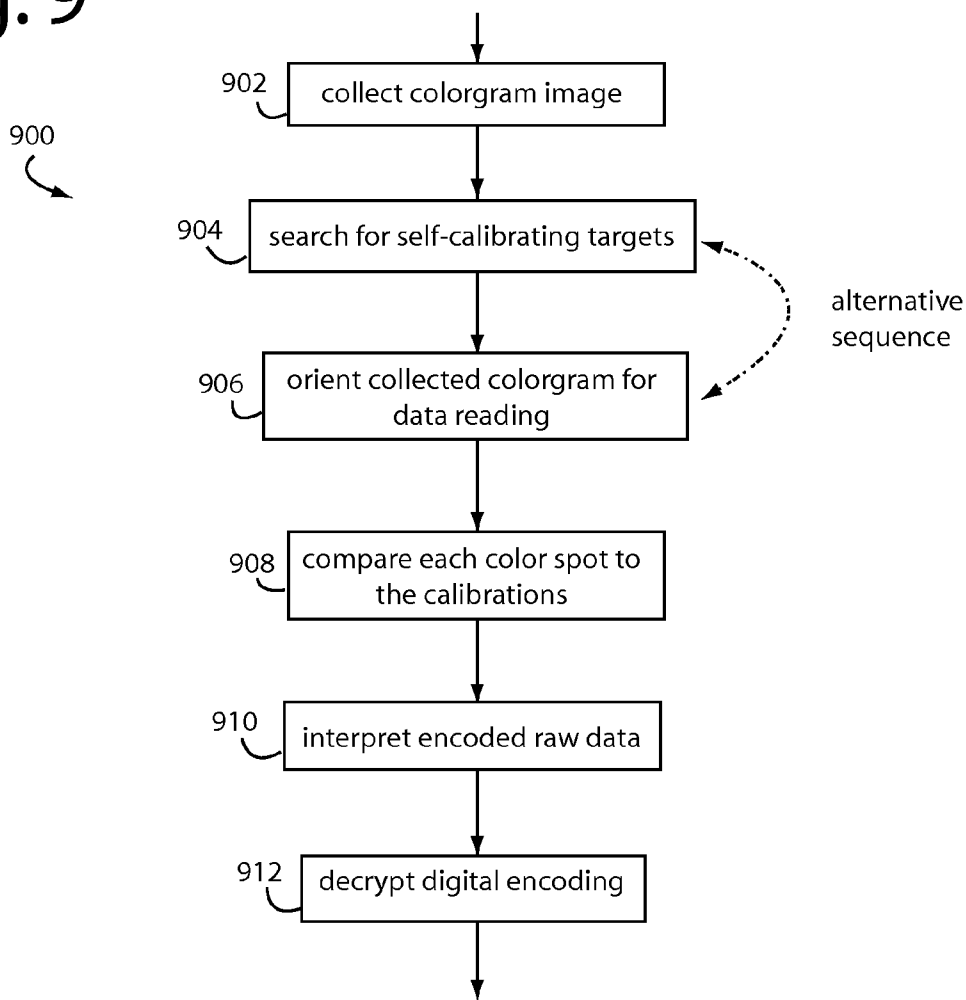 g. 9
902
collect colorgram image
900
904
search for self-calibrating targets
alternative
sequence
906
orient collected colorgram for
data reading
908
compare each color spot to
the calibrations
910
interpret encoded raw data
912
decrypt digital encoding